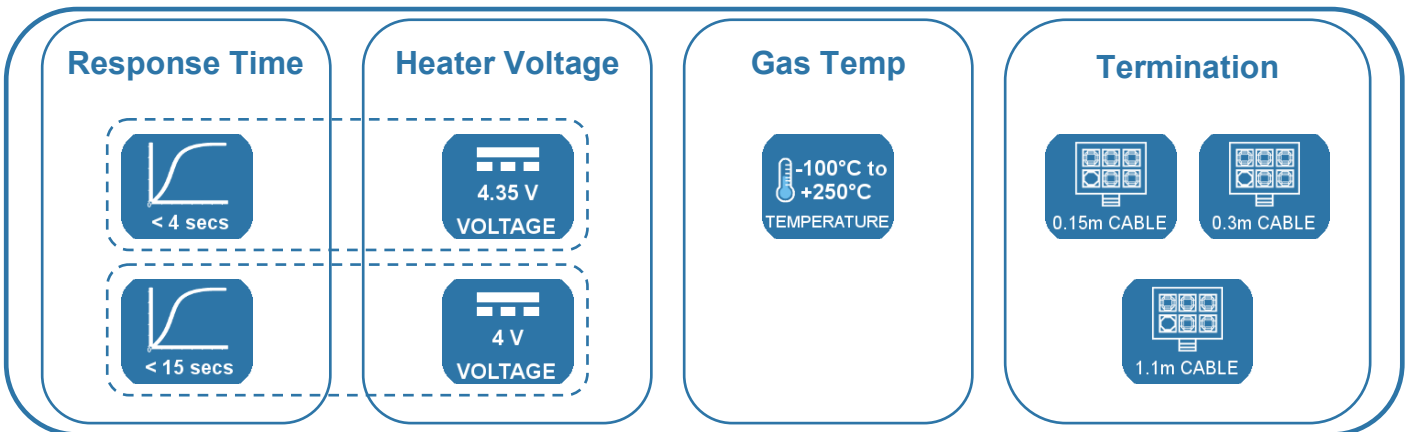 Response Time
< 4 secs
< 15 secs
Heater Voltage
4.35 V
VOLTAGE
4 V
VOLTAGE
Gas Temp
-100°C to
+250°C
TEMPERATURE
Termination
0.15m CABLE
0.3m CABLE
1.1m CABLE